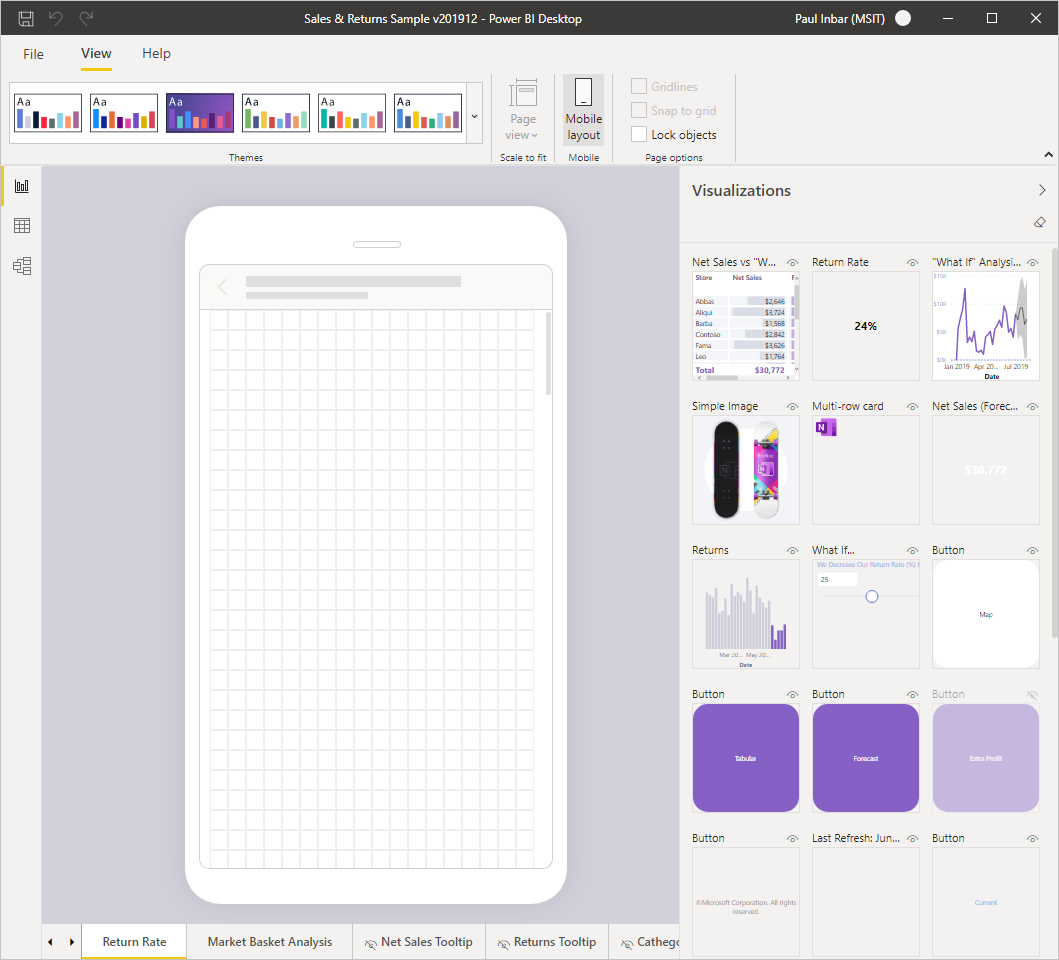 Sales & Returns Sample v201912 - Power BI Desktop
Paul Inbar (MSIT)
File
View
Help
Aa
Aa
Aa
Aa
Aa
Aa
Themes
Page
view
Scale to fit
Mobile
layout
Mobile
Gridlines
Snap to grid
Lock objects
Page options
Visualizations
Net Sales vs "W...
Return Rate
"What If" Analysi...
Store Net Sales
Abbas $2,646
Aliqui $3,724
Barba $1,568
Contoso $2,842
Fama $3,626
Leo $1,764
Total $30,772
24%
$15K
$10K
$5K
$0K
Jan 2019 Apr 20... Jul 2019
Date
Simple Image
Multi-row card
Net Sales (Forec...
N
$30,772
Returns
What If...
Button
Mar 20... May 20...
Date
We Decrease Our Return Rate (%)
25
Map
Button
Button
Button
Tabular
Forecast
Extra Profit
Button
Last Refresh: Jun...
Button
©Microsoft Corporation. All rights
reserved.
Current
Return Rate
Market Basket Analysis
Net Sales Tooltip
Returns Tooltip
Cathego